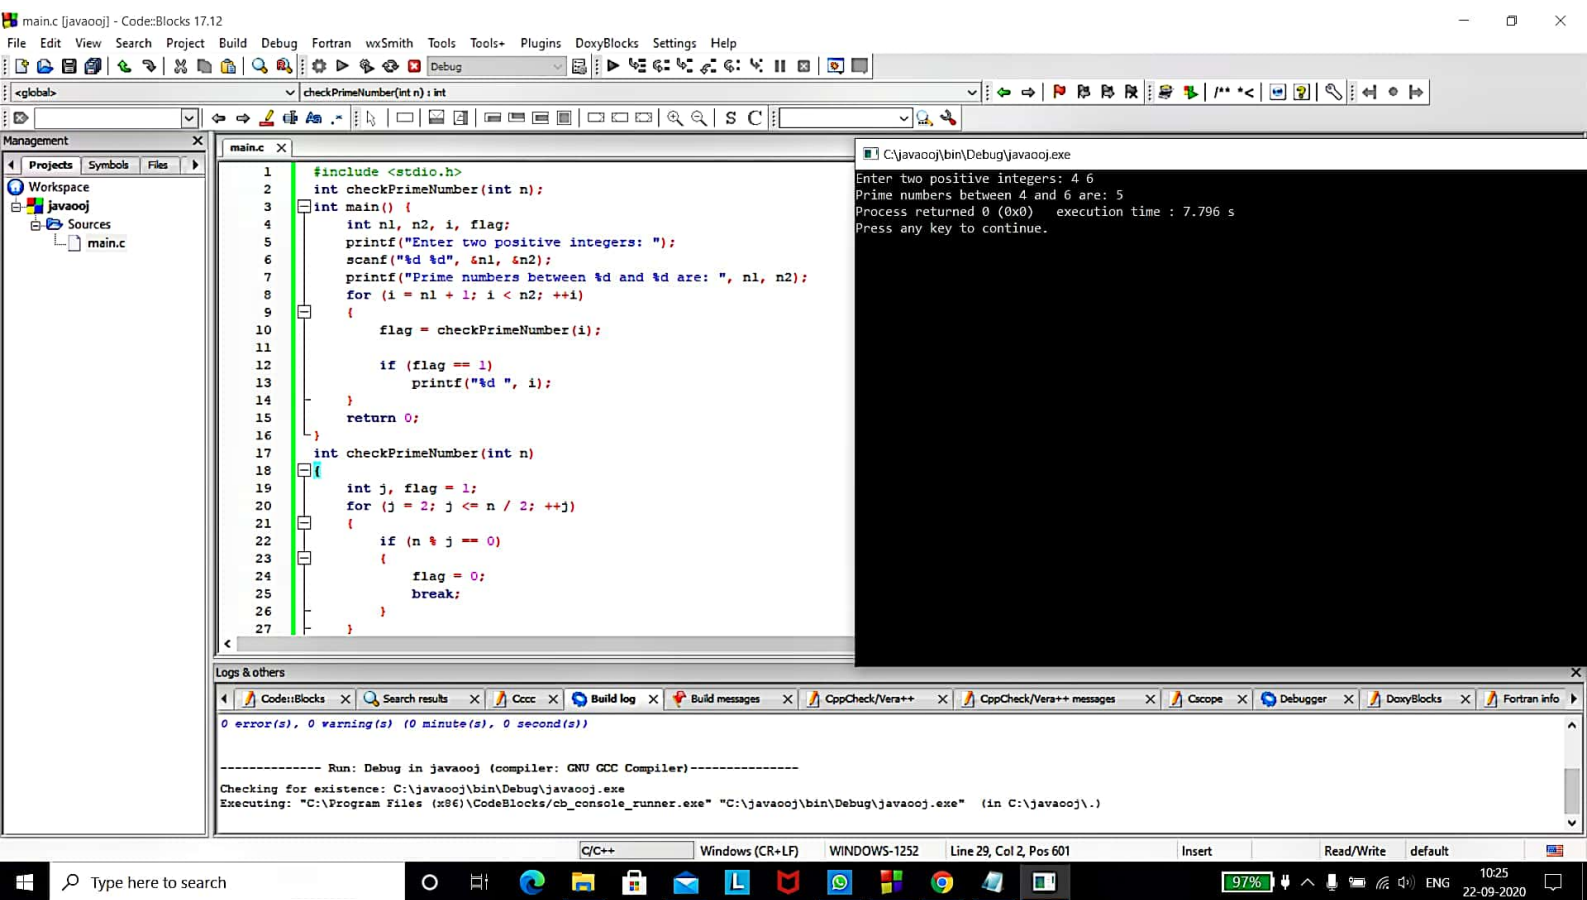 main.c [javaooj] - Code::Blocks 17.12
File Edit View Search Project Build Debug Fortran wxSmith Tools Tools+ Plugins DoxyBlocks Settings Help
Debug
<global> checkPrimeNumber(int n) : int /** *<
S C
Management
main.c
Projects Symbols Files
Workspace
javaooj
Sources
main.c
1 #include <stdio.h>
2 int checkPrimeNumber(int n);
3 int main() {
4 int n1, n2, i, flag;
5 printf("Enter two positive integers: ");
6 scanf("%d %d", &n1, &n2);
7 printf("Prime numbers between %d and %d are: ", n1, n2);
8 for (i = n1 + 1; i < n2; ++i)
9 {
10 flag = checkPrimeNumber(i);
11
12 if (flag == 1)
13 printf("%d ", i);
14 }
15 return 0;
16 }
17 int checkPrimeNumber(int n)
18 {
19 int j, flag = 1;
20 for (j = 2; j <= n / 2; ++j)
21 {
22 if (n % j == 0)
23 {
24 flag = 0;
25 break;
26 }
27 }
C:\javaooj\bin\Debug\javaooj.exe
Enter two positive integers: 4 6
Prime numbers between 4 and 6 are: 5
Process returned 0 (0x0) execution time : 7.796 s
Press any key to continue.
Logs & others
Code::Blocks Search results Cccc Build log Build messages CppCheck/Vera++ CppCheck/Vera++ messages Cscope Debugger DoxyBlocks Fortran info
0 error(s), 0 warning(s) (0 minute(s), 0 second(s))
-------------- Run: Debug in javaooj (compiler: GNU GCC Compiler)---------------
Checking for existence: C:\javaooj\bin\Debug\javaooj.exe
Executing: "C:\Program Files (x86)\CodeBlocks/cb_console_runner.exe" "C:\javaooj\bin\Debug\javaooj.exe" (in C:\javaooj\.)
C/C++ Windows (CR+LF) WINDOWS-1252 Line 29, Col 2, Pos 601 Insert Read/Write default
Type here to search
L
97%
ENG
10:25
22-09-2020